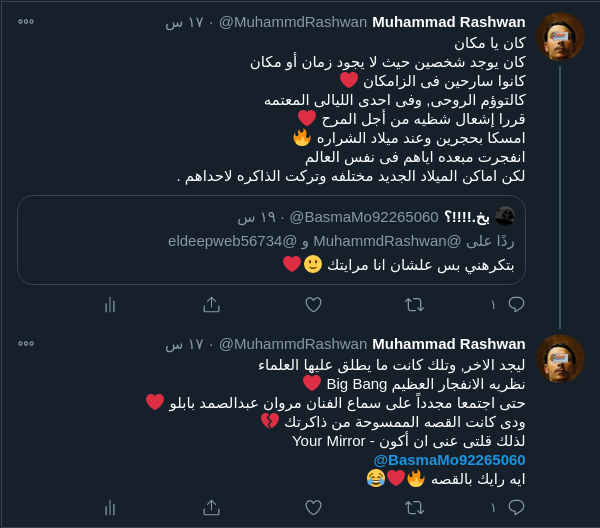 Muhammad Rashwan @MuhammdRashwan · ١٧ س
كان يا مكان
كان يوجد شخصين حيث لا يجود زمان أو مكان
كانوا سارحين فى الزامكان ❤️
كالتوؤم الروحى, وفى احدى الليالى المعتمه
قررا إشعال شظيه من أجل المرح ❤️
امسكا بحجرين وعند ميلاد الشراره 🔥
انفجرت مبعده اياهم فى نفس العالم
لكن اماكن الميلاد الجديد مختلفه وتركت الذاكره لاحداهم .
بخ.!!!!؟ @BasmaMo92265060 · ١٩ س
ردًا على @MuhammdRashwan و @eldeepweb56734
بتكرهني بس علشان انا مرايتك 🙂❤️
١
Muhammad Rashwan @MuhammdRashwan · ١٧ س
ليجد الاخر, وتلك كانت ما يطلق عليها العلماء
نظريه الانفجار العظيم Big Bang ❤️
حتى اجتمعا مجدداً على سماع الفنان مروان عبدالصمد بابلو ❤️
ودى كانت القصه الممسوحة من ذاكرتك 💔
لذلك قلتى عنى ان أكون - Your Mirror
@BasmaMo92265060
ايه رايك بالقصه 🔥❤️😂
١